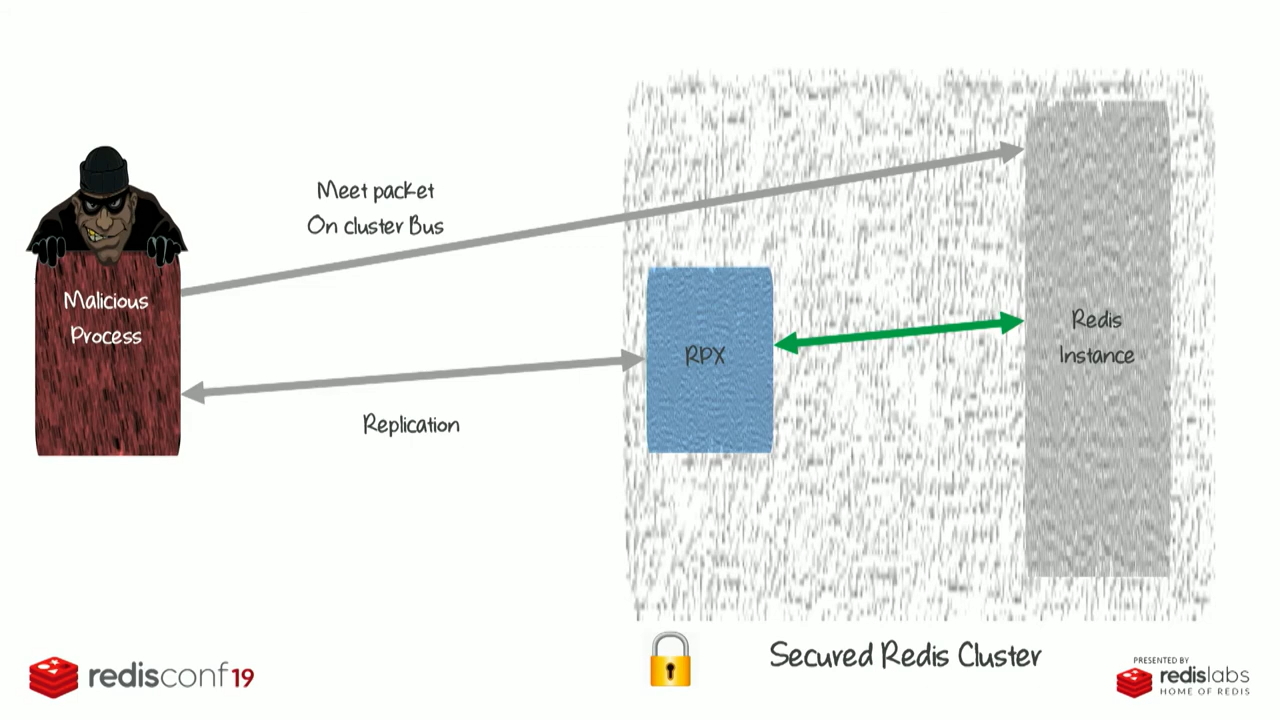 Meet packet
On cluster Bus
Malicious
Process
RPX
Redis
Instance
Replication
Secured Redis Cluster
redisconf19
PRESENTED BY
redislabs
HOME OF REDIS